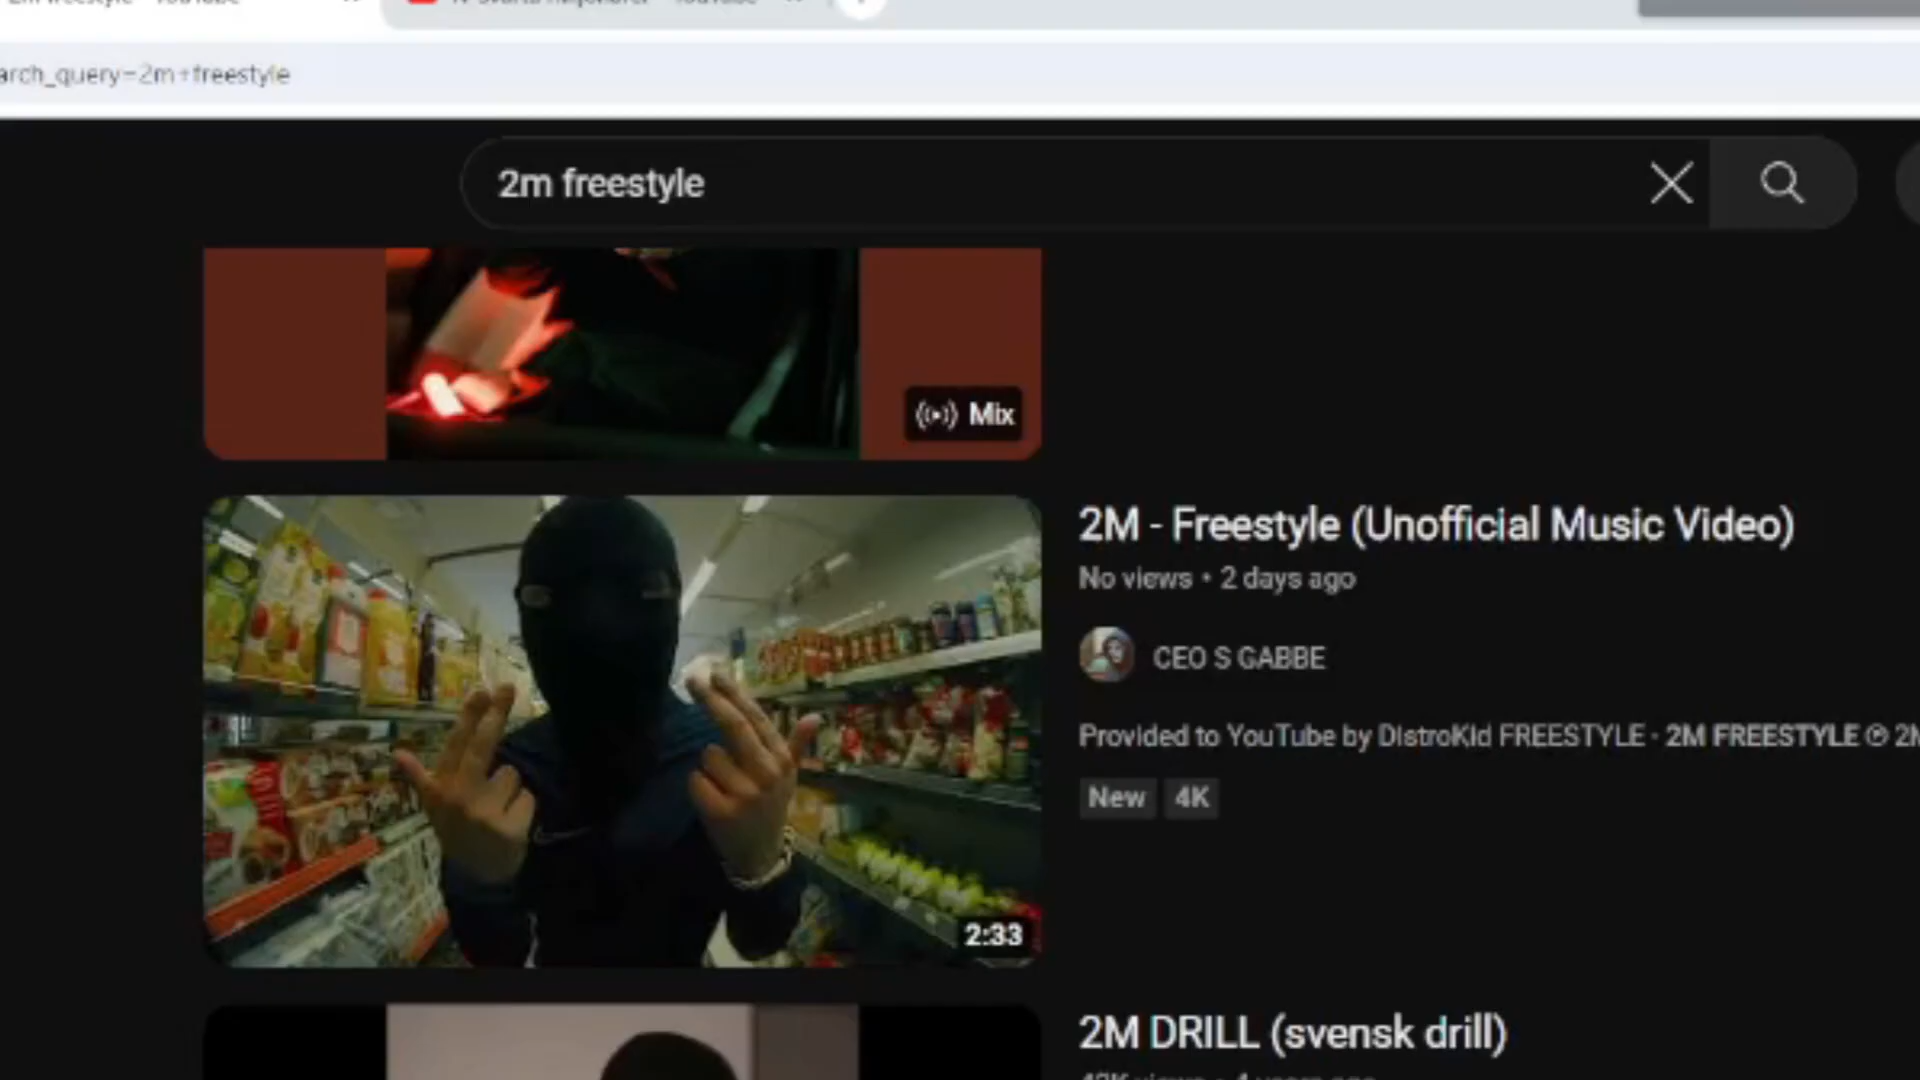 arch_query=2m+freestyle
2m freestyle
Mix
2M - Freestyle (Unofficial Music Video)
No views • 2 days ago
CEO S GABBE
Provided to YouTube by DistroKid FREESTYLE · 2M FREESTYLE ℗ 2M
New 4K
2:33
2M DRILL (svensk drill)